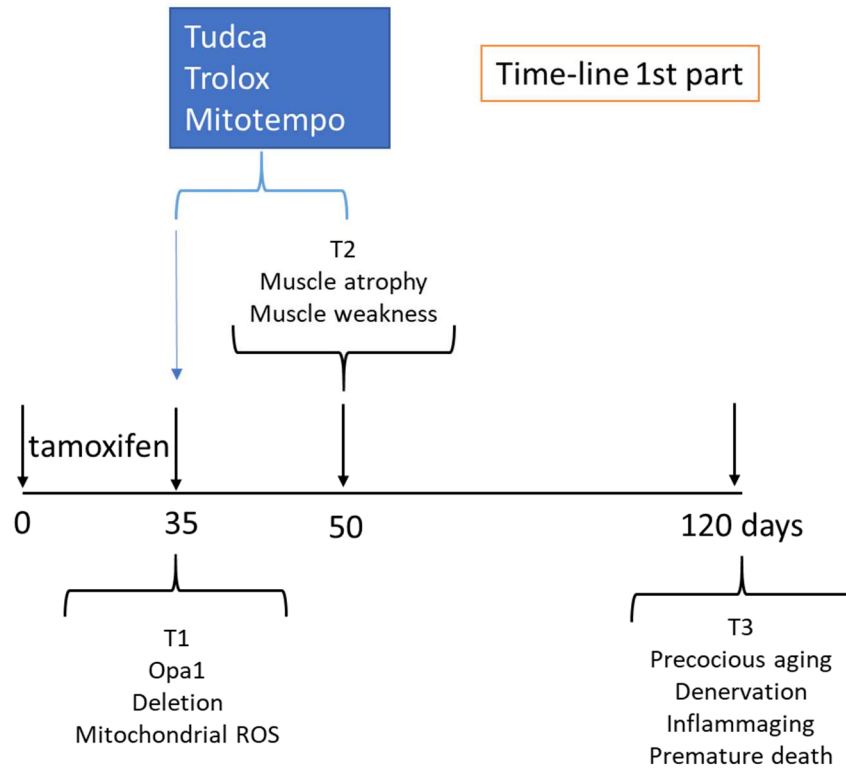 Tudca
Trolox
Mitotempo
Time-line 1st part
T2
Muscle atrophy
Muscle weakness
tamoxifen
0
35
50
120 days
T1
Opa1
Deletion
Mitochondrial ROS
T3
Precocious aging
Denervation
Inflammaging
Premature death